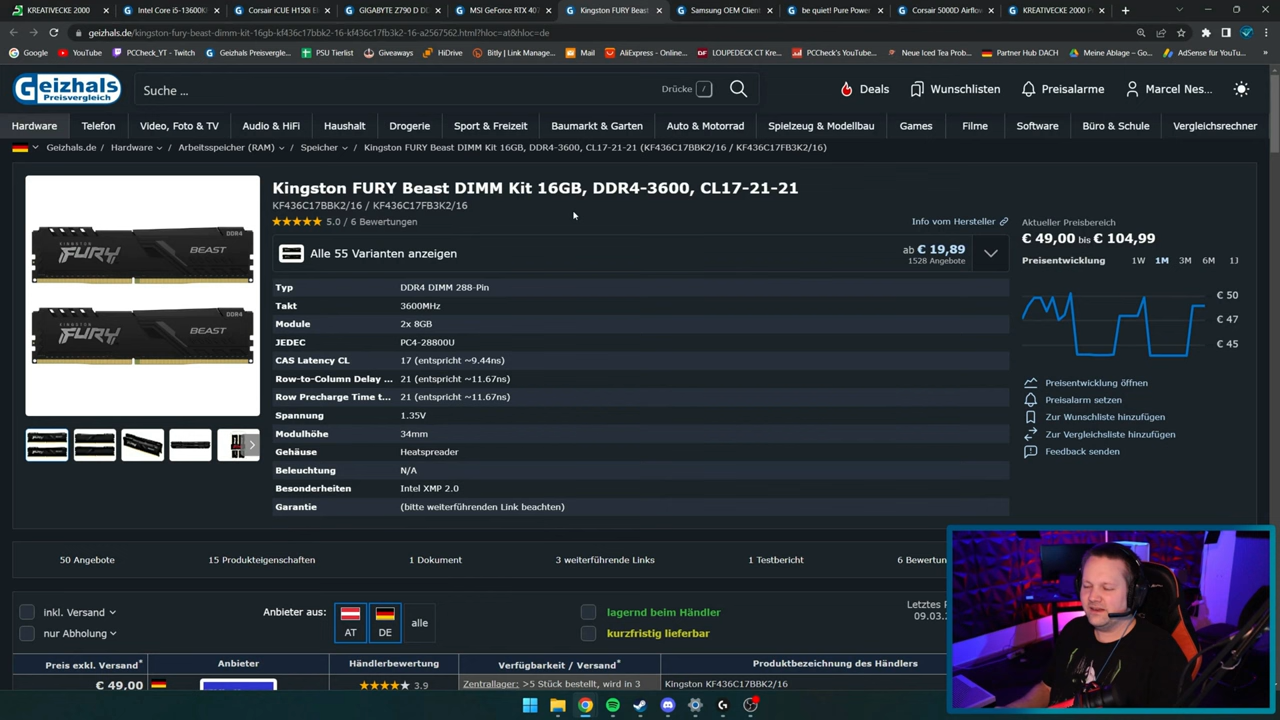 KREATIVECKE 2000
Intel Core i5-13600K
Corsair iCUE H150i E
GIGABYTE Z790 D D
MSI GeForce RTX 407
Kingston FURY Beast
Samsung OEM Client
be quiet! Pure Power
Corsair 5000D Airflow
KREATIVECKE 2000 P
geizhals.de/kingston-fury-beast-dimm-kit-16gb-kf436c17bbk2-16-kf436c17fb3k2-16-a2567562.html?hloc=at&hloc=de
Google
YouTube
PCCheck_YT - Twitch
Geizhals Preisvergle...
PSU Tierlist
Giveaways
HiDrive
Bitly | Link Manage...
Mail
AliExpress - Online...
LOUPEDECK CT Kreat...
PCCheck's YouTube...
Neue Iced Tea Prob...
Partner Hub DACH
Meine Ablage – Go...
AdSense für YouTu...
Geizhals
Preisvergleich
Suche ...
Drücke /
Deals
Wunschlisten
Preisalarme
Marcel Nes...
Hardware
Telefon
Video, Foto & TV
Audio & HiFi
Haushalt
Drogerie
Sport & Freizeit
Baumarkt & Garten
Auto & Motorrad
Spielzeug & Modellbau
Games
Filme
Software
Büro & Schule
Vergleichsrechner
Geizhals.de / Hardware / Arbeitsspeicher (RAM) / Speicher / Kingston FURY Beast DIMM Kit 16GB, DDR4-3600, CL17-21-21 (KF436C17BBK2/16 / KF436C17FB3K2/16)
Kingston FURY Beast DIMM Kit 16GB, DDR4-3600, CL17-21-21
KF436C17BBK2/16 / KF436C17FB3K2/16
5.0 / 6 Bewertungen
Info vom Hersteller
Alle 55 Varianten anzeigen
ab € 19,89
1528 Angebote
Typ DDR4 DIMM 288-Pin
Takt 3600MHz
Module 2x 8GB
JEDEC PC4-28800U
CAS Latency CL 17 (entspricht ~9.44ns)
Row-to-Column Delay ... 21 (entspricht ~11.67ns)
Row Precharge Time t... 21 (entspricht ~11.67ns)
Spannung 1.35V
Modulhöhe 34mm
Gehäuse Heatspreader
Beleuchtung N/A
Besonderheiten Intel XMP 2.0
Garantie (bitte weiterführenden Link beachten)
Aktueller Preisbereich
€ 49,00 bis € 104,99
Preisentwicklung 1W 1M 3M 6M 1J
€ 50
€ 47
€ 45
Preisentwicklung öffnen
Preisalarm setzen
Zur Wunschliste hinzufügen
Zur Vergleichsliste hinzufügen
Feedback senden
DDR4
FURY
BEAST
DDR4
FURY
BEAST
50 Angebote
15 Produkteigenschaften
1 Dokument
3 weiterführende Links
1 Testbericht
6 Bewertun
inkl. Versand
nur Abholung
Anbieter aus:
AT
DE
alle
lagernd beim Händler
kurzfristig lieferbar
Letztes
09.03.2
Preis exkl. Versand*
Anbieter
Händlerbewertung
Verfügbarkeit / Versand*
Produktbezeichnung des Händlers
€ 49,00
3.9
Zentrallager: >5 Stück bestellt, wird in 3
Kingston KF436C17BBK2/16